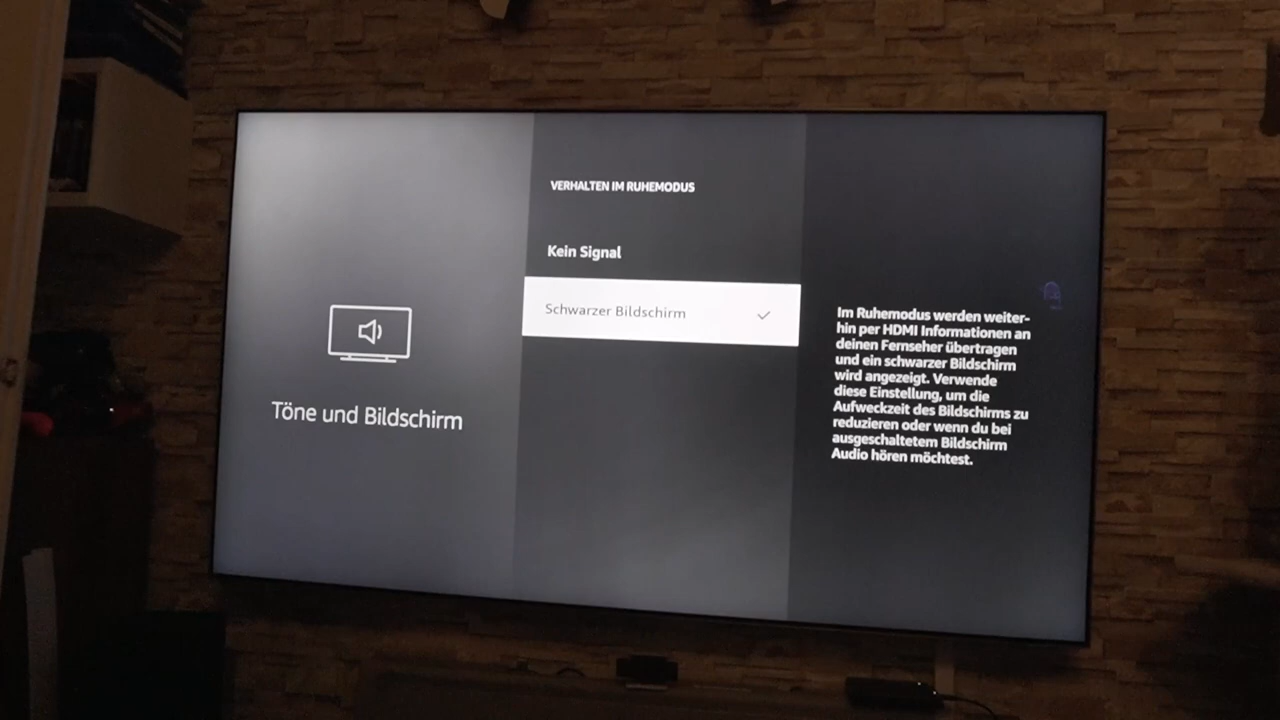 VERHALTEN IM RUHEMODUS
Kein Signal
Schwarzer Bildschirm
Töne und Bildschirm
Im Ruhemodus werden weiter-
hin per HDMI Informationen an
deinen Fernseher übertragen
und ein schwarzer Bildschirm
wird angezeigt. Verwende
diese Einstellung, um die
Aufweckzeit des Bildschirms zu
reduzieren oder wenn du bei
ausgeschaltetem Bildschirm
Audio hören möchtest.